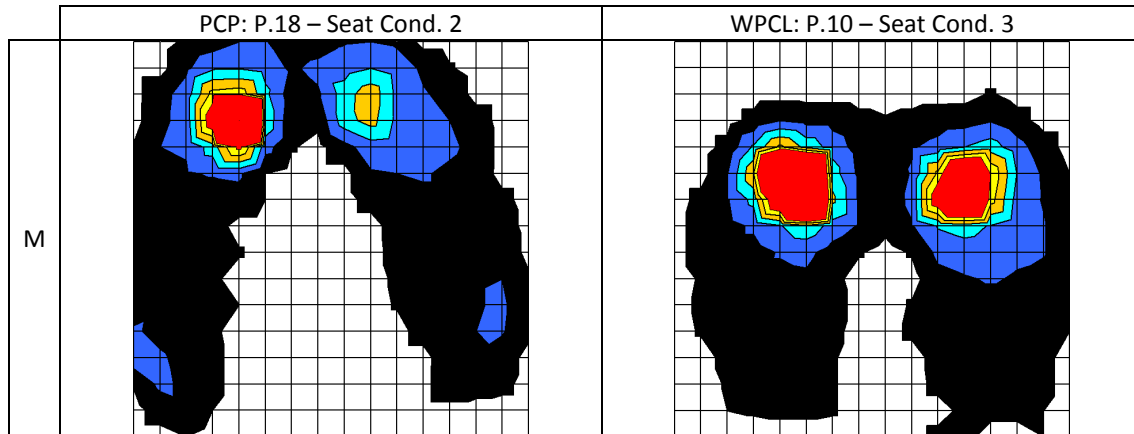 PCP: P.18 – Seat Cond. 2
WPCL: P.10 – Seat Cond. 3
M